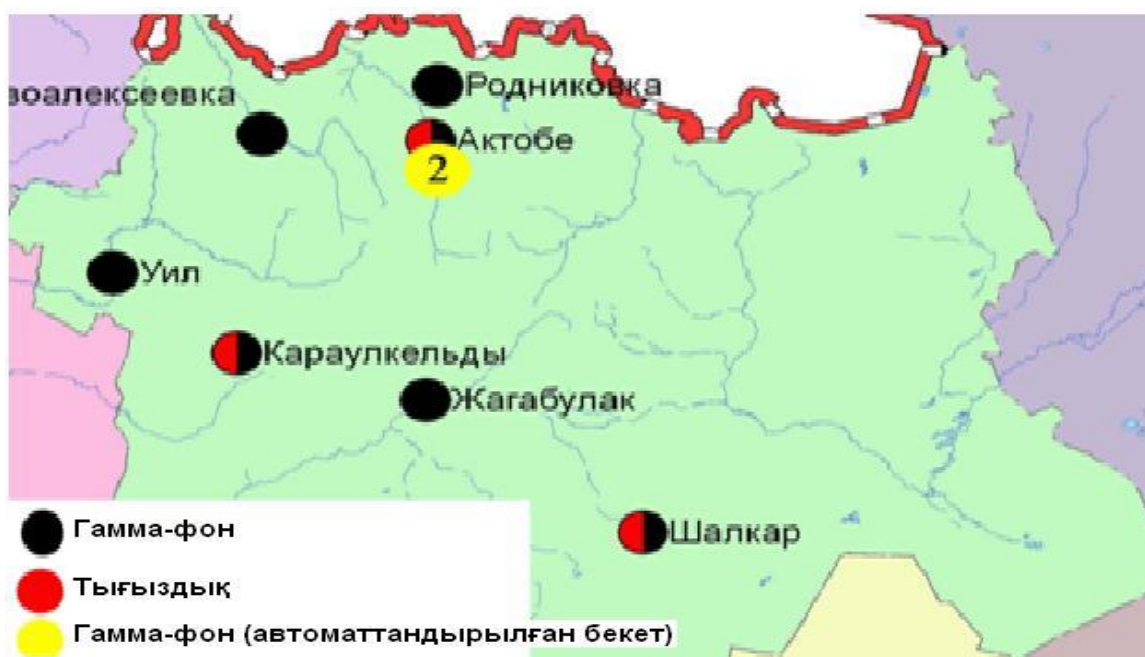 Родниковка
воалексеевка
Актобе
2
Уил
Караулкельды
Жагабулак
Шалкар
Гамма-фон
Тығыздық
Гамма-фон (автоматтандырылған бекет)